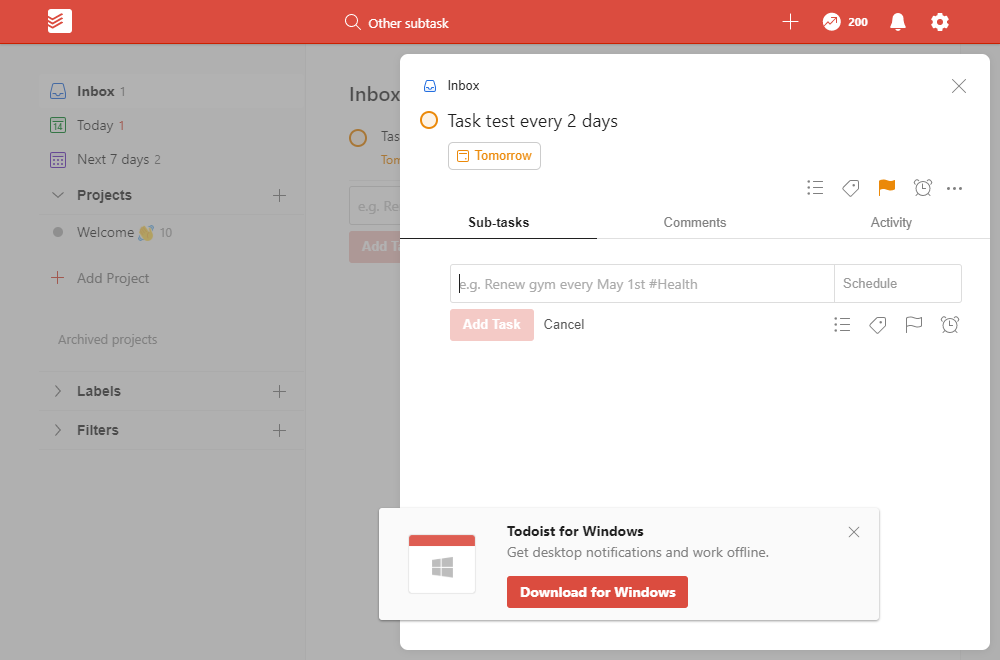 Other subtask
200
Inbox 1
Today 1
14
Next 7 days 2
Projects
Welcome 👋 10
Add Project
Archived projects
Labels
Filters
Inbox
Tas
Tom
e.g. Re
Add Ta
Inbox
Task test every 2 days
Tomorrow
Sub-tasks
Comments
Activity
e.g. Renew gym every May 1st #Health
Schedule
Add Task
Cancel
Todoist for Windows
Get desktop notifications and work offline.
Download for Windows